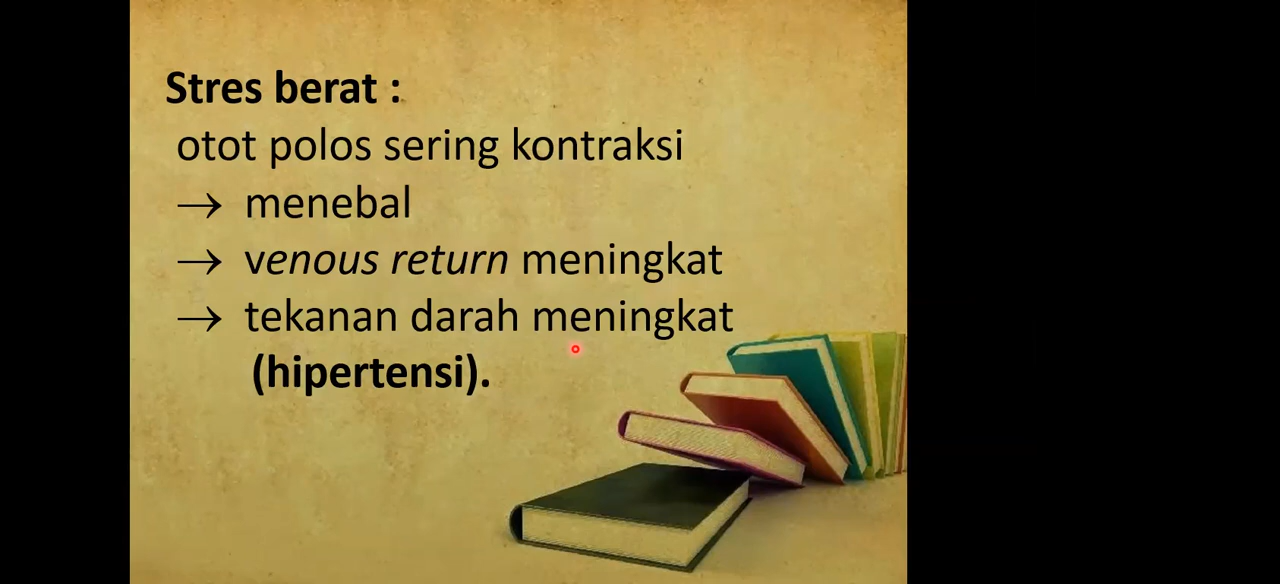 Stres berat :
otot polos sering kontraksi
→ menebal
→ venous return meningkat
→ tekanan darah meningkat
(hipertensi).